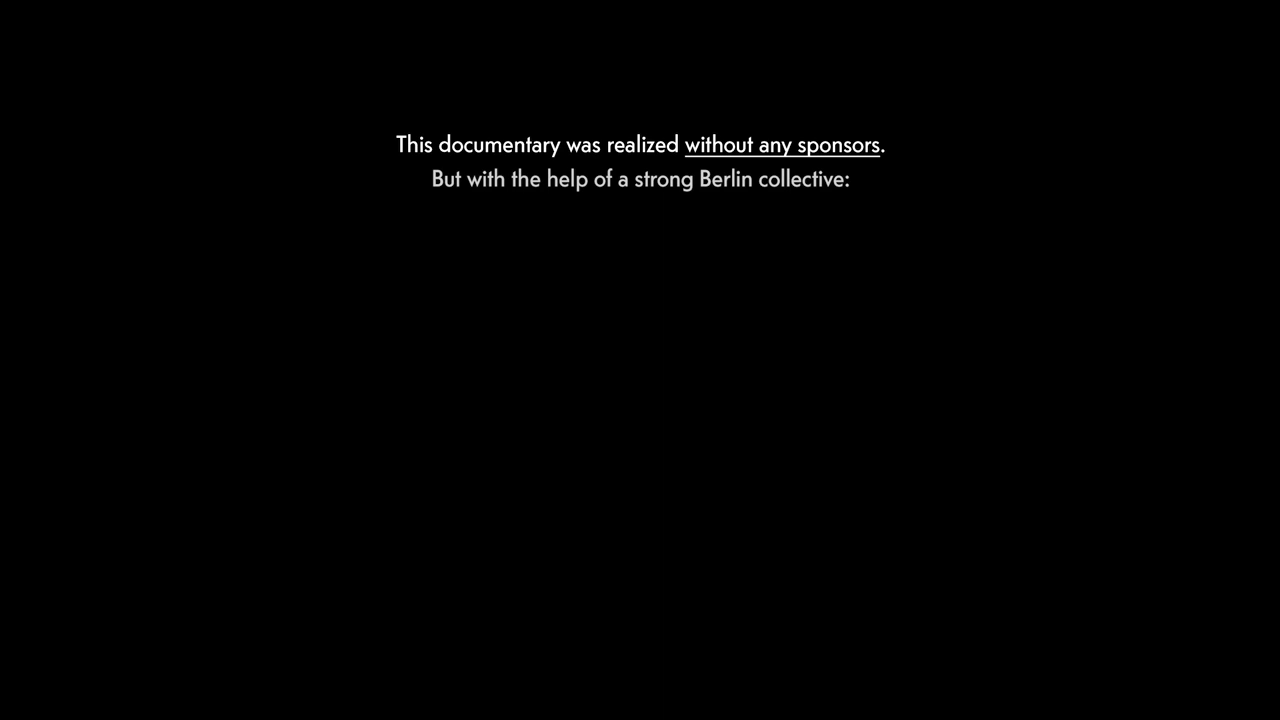 This documentary was realized without any sponsors.
But with the help of a strong Berlin collective: